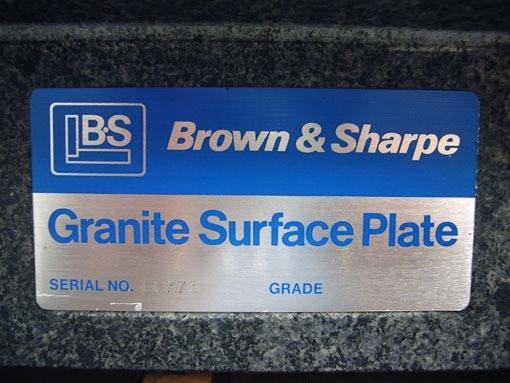 B·S
Brown & Sharpe
Granite Surface Plate
SERIAL NO.
GRADE